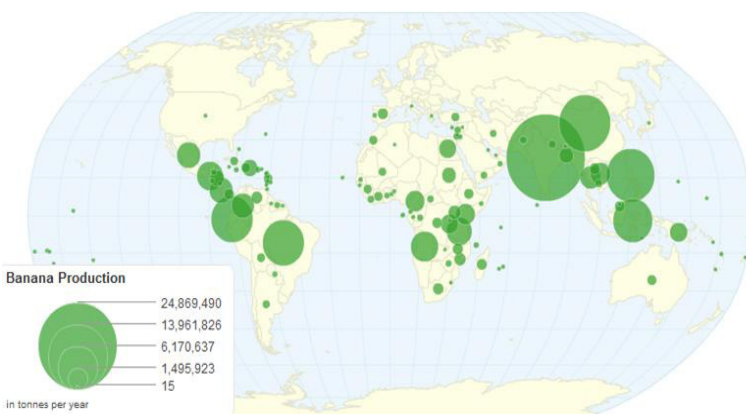 Banana Production
24,869,490
13,961,826
6,170,637
1,495,923
15
in tonnes per year